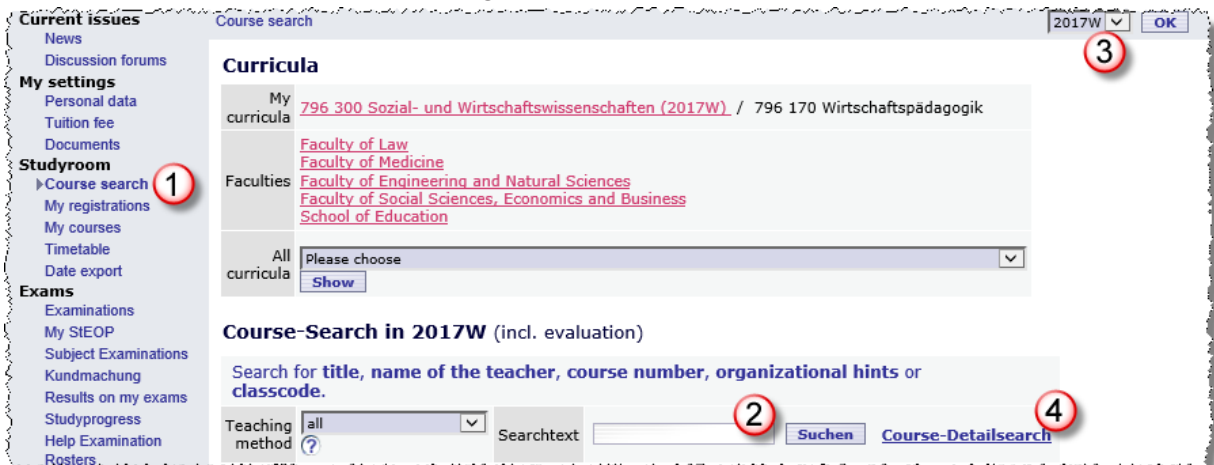 Current issues
News
Discussion forums
My settings
Personal data
Tuition fee
Documents
Studyroom
Course search
1
My registrations
My courses
Timetable
Date export
Exams
Examinations
My StEOP
Subject Examinations
Kundmachung
Results on my exams
Studyprogress
Help Examination
Rosters
Course search
2017W OK
3
Curricula
My curricula 796 300 Sozial- und Wirtschaftswissenschaften (2017W) / 796 170 Wirtschaftspädagogik
Faculties
Faculty of Law
Faculty of Medicine
Faculty of Engineering and Natural Sciences
Faculty of Social Sciences, Economics and Business
School of Education
All curricula
Please choose
Show
Course-Search in 2017W (incl. evaluation)
Search for title, name of the teacher, course number, organizational hints or
classcode.
Teaching method
all
?
Searchtext
2
Suchen
Course-Detailsearch
4